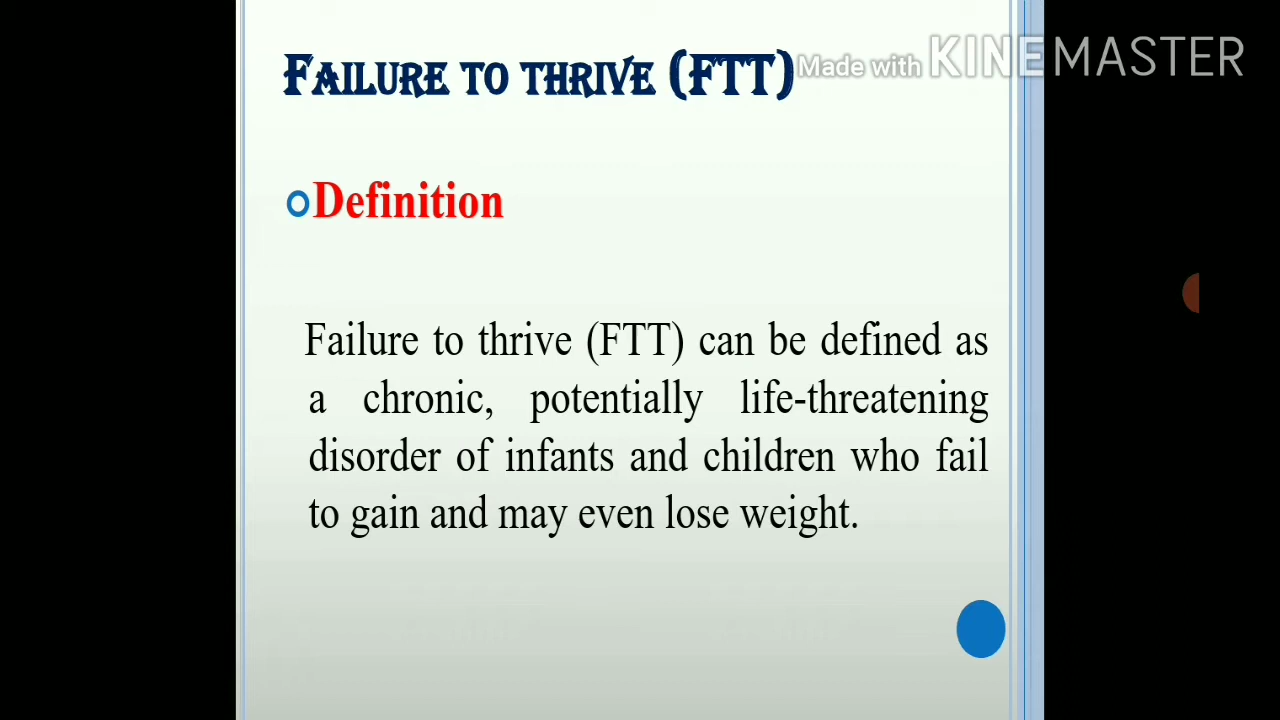 FAILURE TO THRIVE (FTT)
Made with KINEMASTER
Definition
Failure to thrive (FTT) can be defined as
a chronic, potentially life-threatening
disorder of infants and children who fail
to gain and may even lose weight.